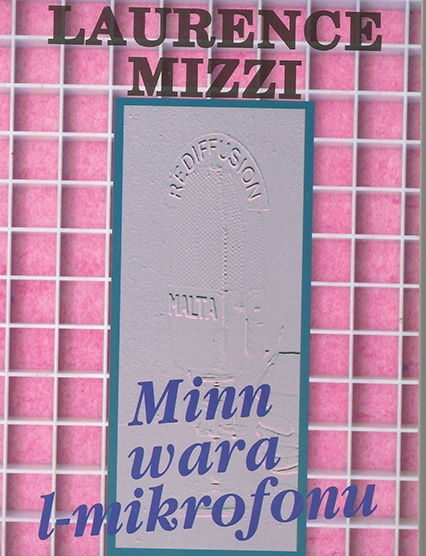 LAURENCE
MIZZI
REDIFFUSION
MALTA
Minn
wara
l-mikrofonu